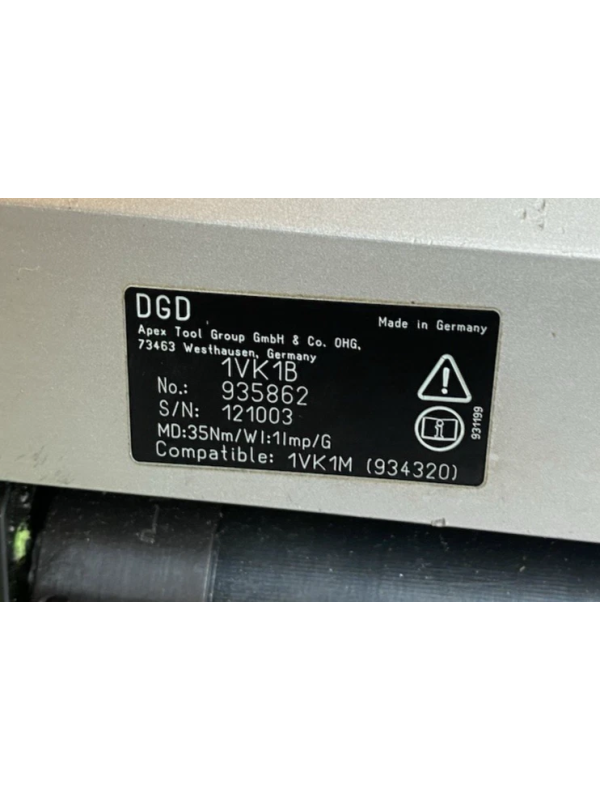 DGD
Made in Germany
Apex Tool Group GmbH & Co. OHG,
73463 Westhausen, Germany
1VK1B
No.: 935862
S/N: 121003
MD:35Nm/WI:1Imp/G
Compatible: 1VK1M (934320)
931199